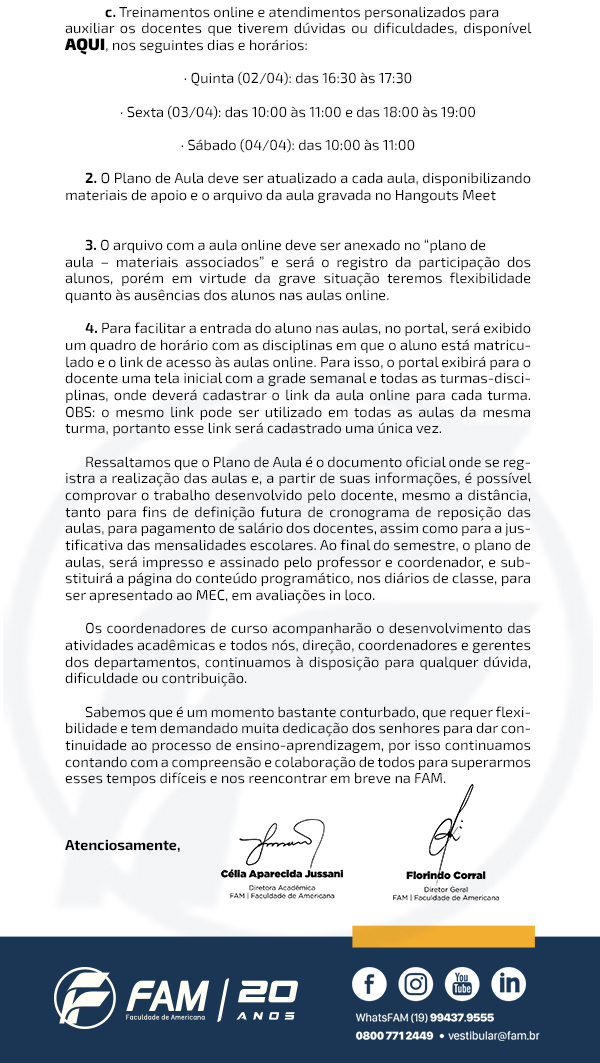 c. Treinamentos online e atendimentos personalizados para
auxiliar os docentes que tiverem dúvidas ou dificuldades, disponível
AQUI, nos seguintes dias e horários:
· Quinta (02/04): das 16:30 às 17:30
· Sexta (03/04): das 10:00 às 11:00 e das 18:00 às 19:00
· Sábado (04/04): das 10:00 às 11:00
2. O Plano de Aula deve ser atualizado a cada aula, disponibilizando
materiais de apoio e o arquivo da aula gravada no Hangouts Meet
3. O arquivo com a aula online deve ser anexado no “plano de
aula – materiais associados” e será o registro da participação dos
alunos, porém em virtude da grave situação teremos flexibilidade
quanto às ausências dos alunos nas aulas online.
4. Para facilitar a entrada do aluno nas aulas, no portal, será exibido
um quadro de horário com as disciplinas em que o aluno está matricu-
lado e o link de acesso às aulas online. Para isso, o portal exibirá para o
docente uma tela inicial com a grade semanal e todas as turmas-disci-
plinas, onde deverá cadastrar o link da aula online para cada turma.
OBS: o mesmo link pode ser utilizado em todas as aulas da mesma
turma, portanto esse link será cadastrado uma única vez.
Ressaltamos que o Plano de Aula é o documento oficial onde se reg-
istra a realização das aulas e, a partir de suas informações, é possível
comprovar o trabalho desenvolvido pelo docente, mesmo a distância,
tanto para fins de definição futura de cronograma de reposição das
aulas, para pagamento de salário dos docentes, assim como para a jus-
tificativa das mensalidades escolares. Ao final do semestre, o plano de
aulas, será impresso e assinado pelo professor e coordenador, e sub-
stituirá a página do conteúdo programático, nos diários de classe, para
ser apresentado ao MEC, em avaliações in loco.
Os coordenadores de curso acompanharão o desenvolvimento das
atividades acadêmicas e todos nós, direção, coordenadores e gerentes
dos departamentos, continuamos à disposição para qualquer dúvida,
dificuldade ou contribuição.
Sabemos que é um momento bastante conturbado, que requer flexi-
bilidade e tem demandado muita dedicação dos senhores para dar con-
tinuidade ao processo de ensino-aprendizagem, por isso continuamos
contando com a compreensão e colaboração de todos para superarmos
esses tempos difíceis e nos reencontrar em breve na FAM.
Atenciosamente,
Célia Aparecida Jussani
Diretora Acadêmica
FAM | Faculdade de Americana
Florindo Corral
Diretor Geral
FAM | Faculdade de Americana
FAM
Faculdade de Americana
20
ANOS
f
You
Tube
in
WhatsFAM (19) 99437.9555
0800 771 2449 • vestibular@fam.br